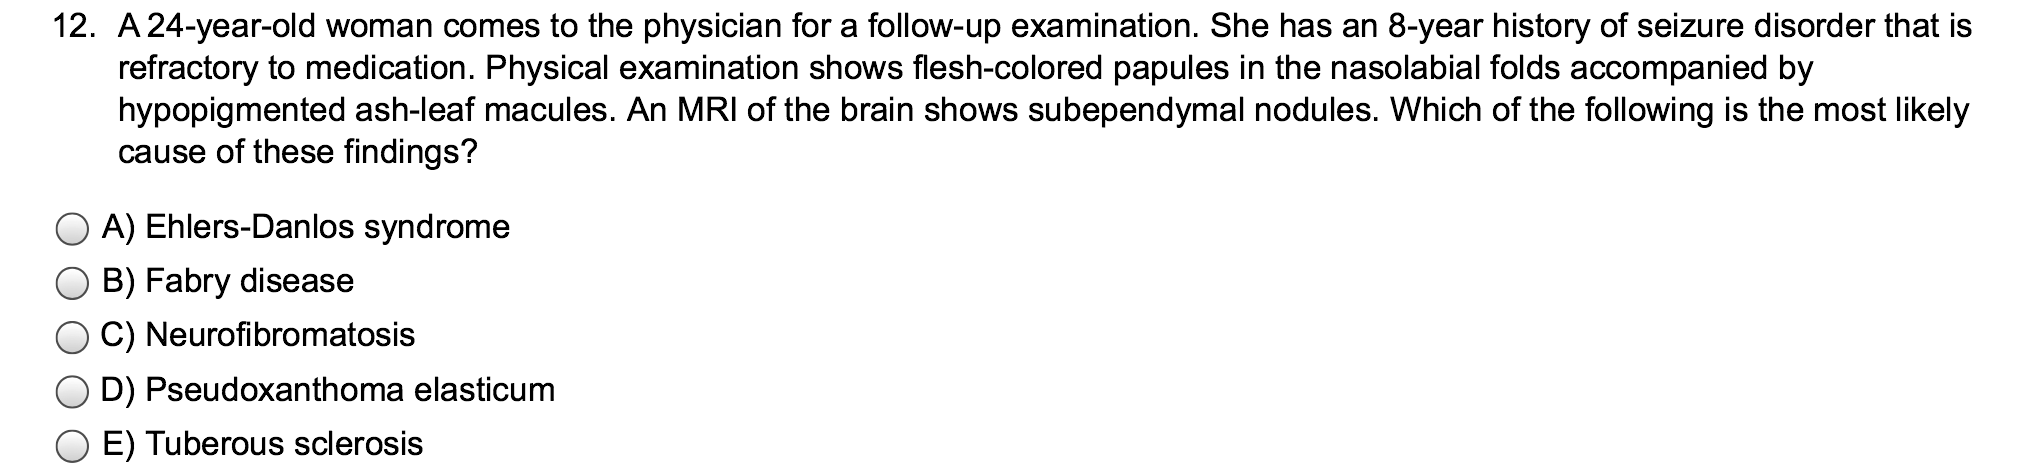 12. A 24-year-old woman comes to the physician for a follow-up examination. She has an 8-year history of seizure disorder that is
refractory to medication. Physical examination shows flesh-colored papules in the nasolabial folds accompanied by
hypopigmented ash-leaf macules. An MRI of the brain shows subependymal nodules. Which of the following is the most likely
cause of these findings?
A) Ehlers-Danlos syndrome
B) Fabry disease
C) Neurofibromatosis
D) Pseudoxanthoma elasticum
E) Tuberous sclerosis